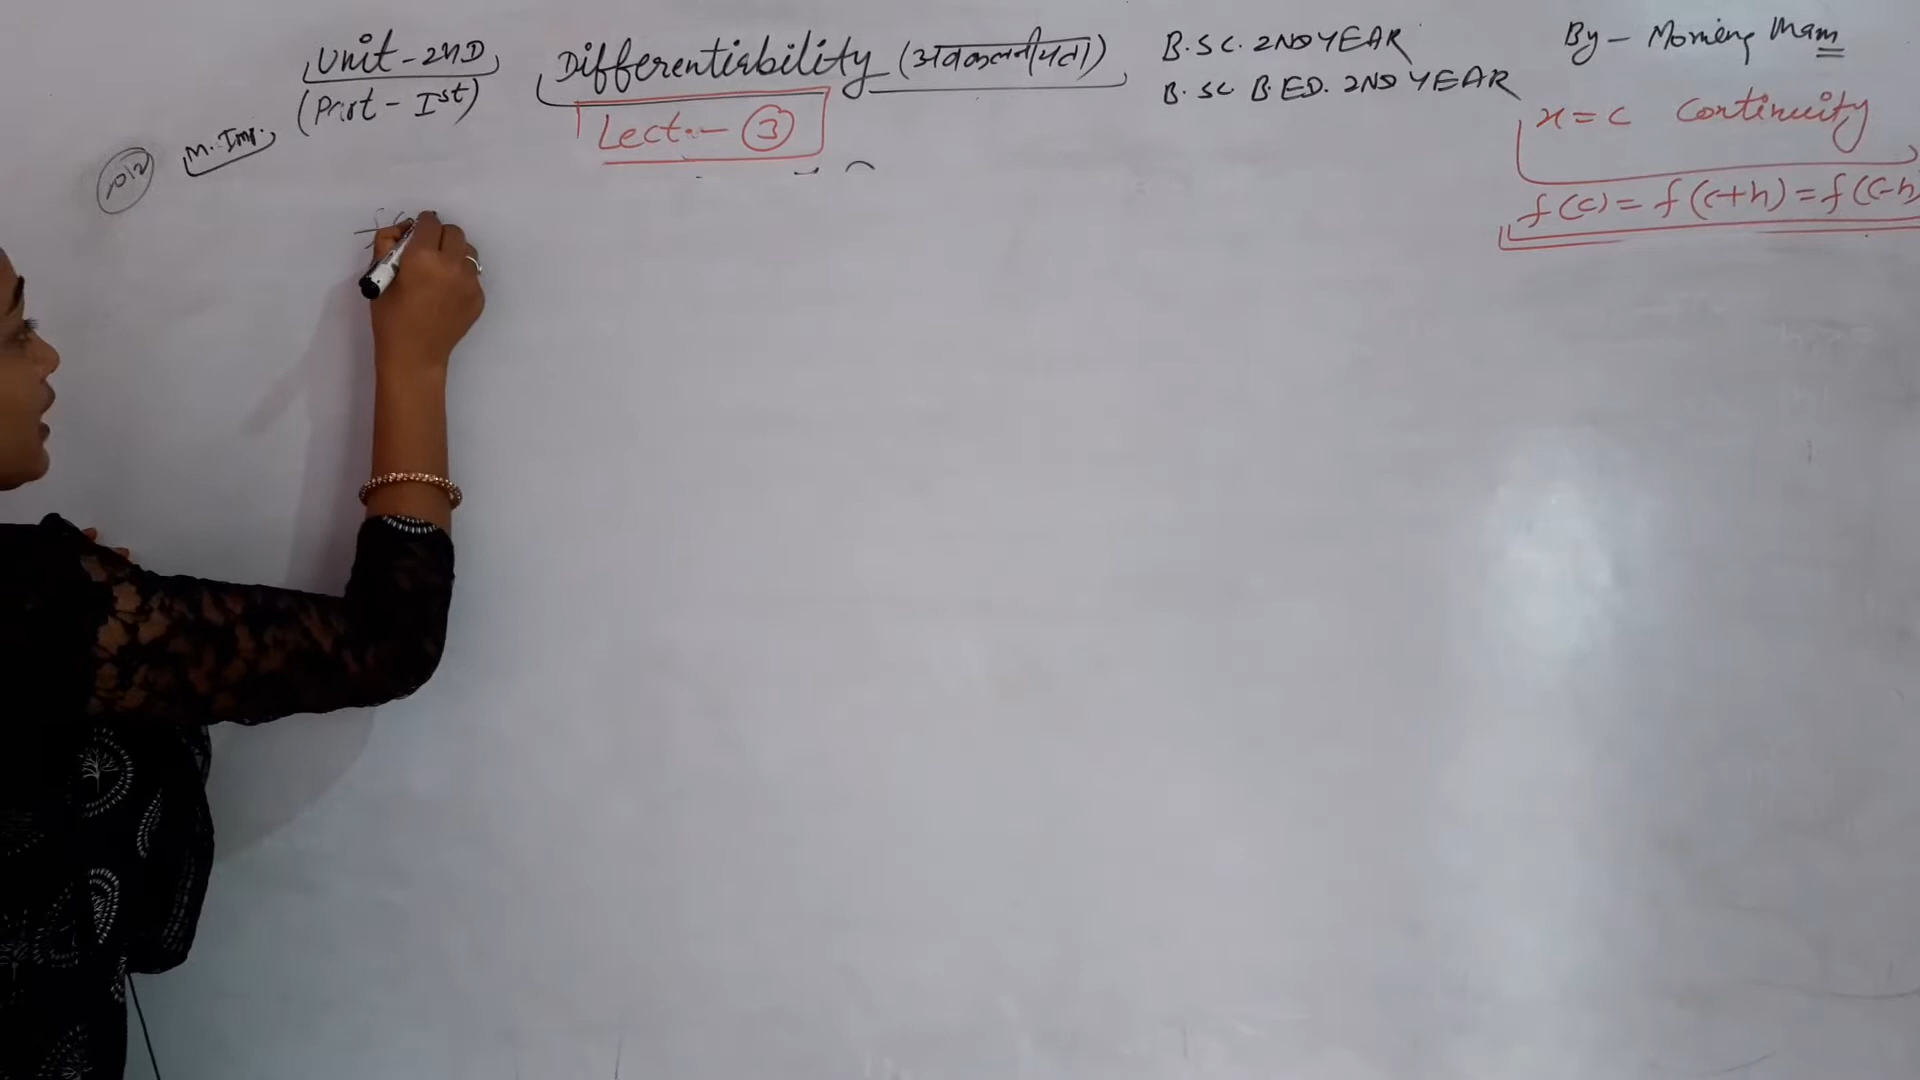 Unit - 2ND
(Part - Ist)
Differentiability (अवकलनीयता)
B.SC. 2ND YEAR
B.SC B.ED. 2ND YEAR
By - Morning Mam
Lect. - 3
M. Imp.
x = c Continuity
f(c) = f(c+h) = f(c-h)